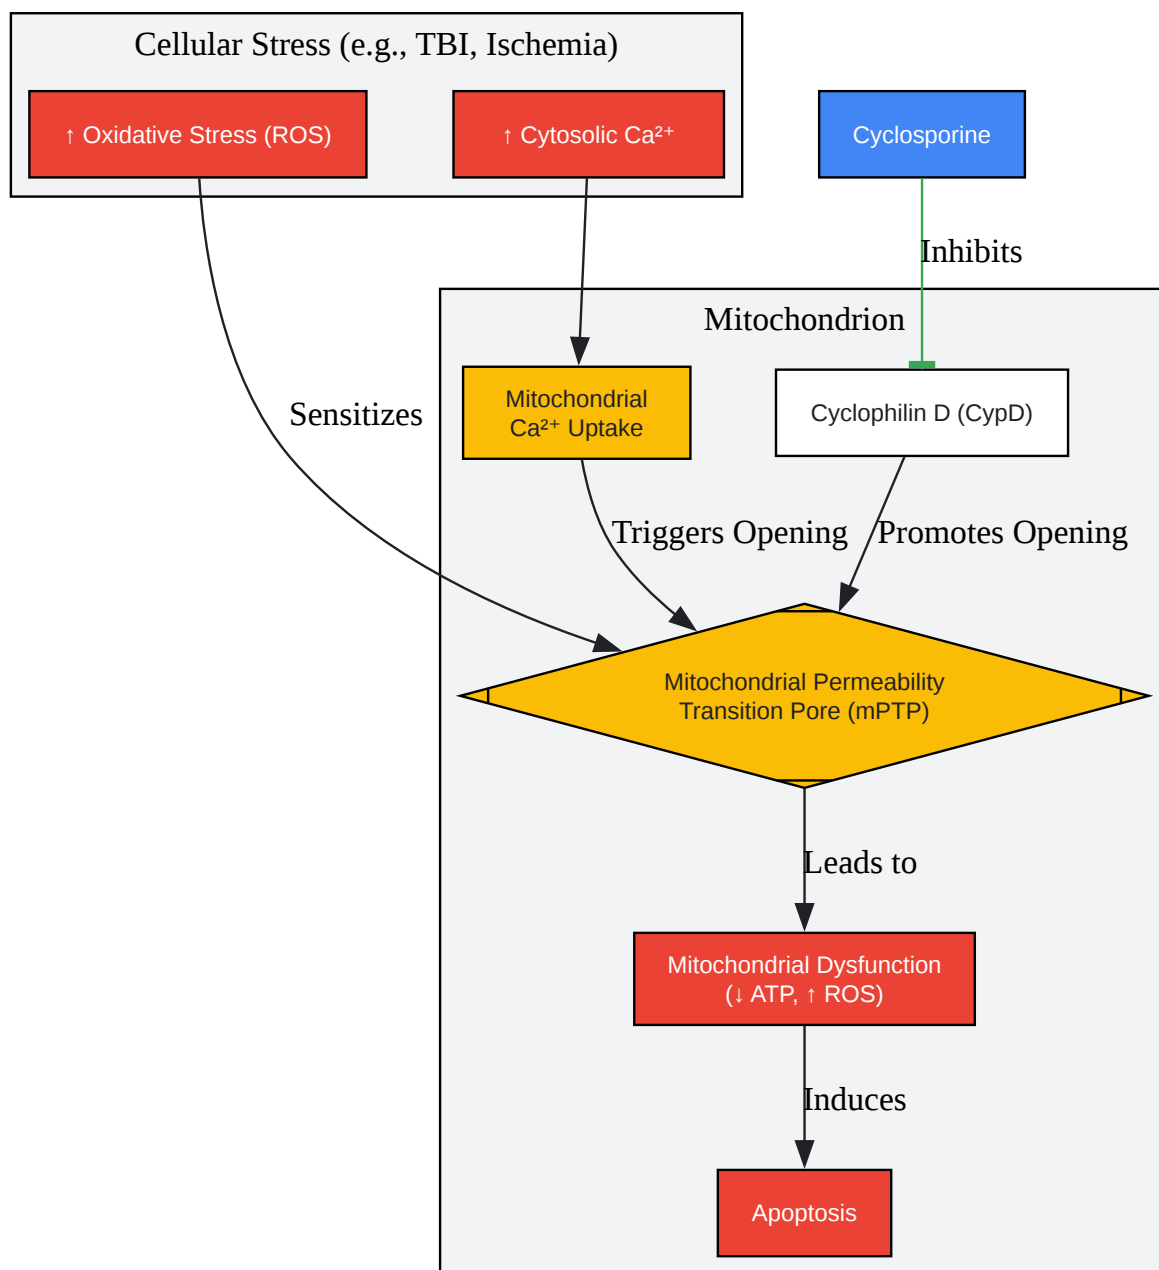 Cellular Stress (e.g., TBI, Ischemia)
↑ Oxidative Stress (ROS)
↑ Cytosolic Ca²⁺
Cyclosporine
Inhibits
Mitochondrion
Mitochondrial
Ca²⁺ Uptake
Cyclophilin D (CypD)
Sensitizes
Triggers Opening
Promotes Opening
Mitochondrial Permeability
Transition Pore (mPTP)
Leads to
Mitochondrial Dysfunction
(↓ ATP, ↑ ROS)
Induces
Apoptosis